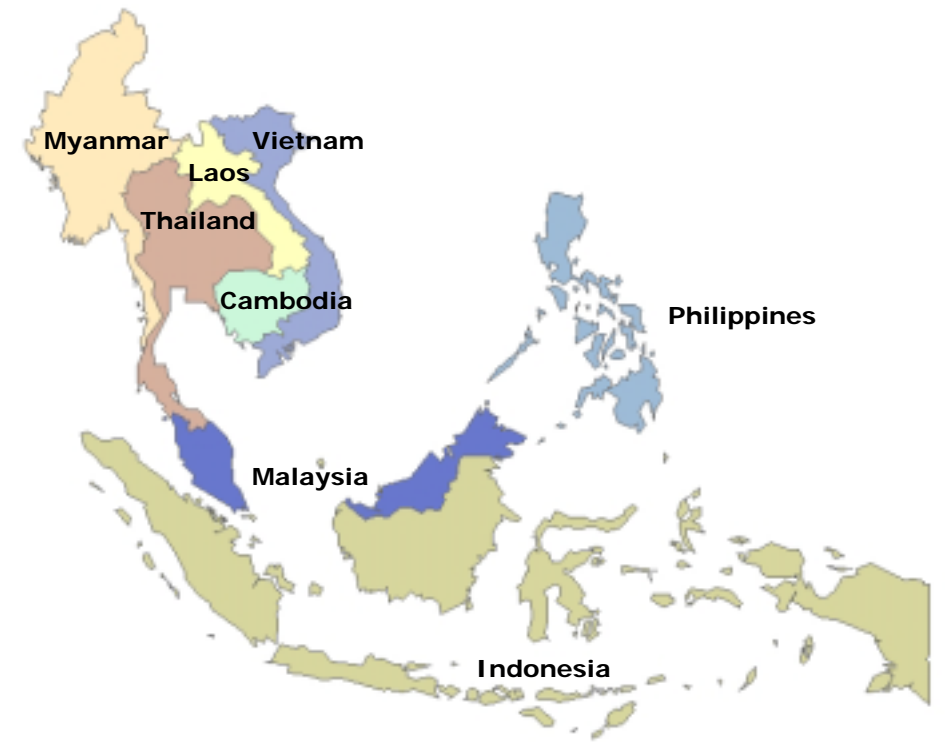 Myanmar
Vietnam
Laos
Thailand
Cambodia
Philippines
Malaysia
Indonesia